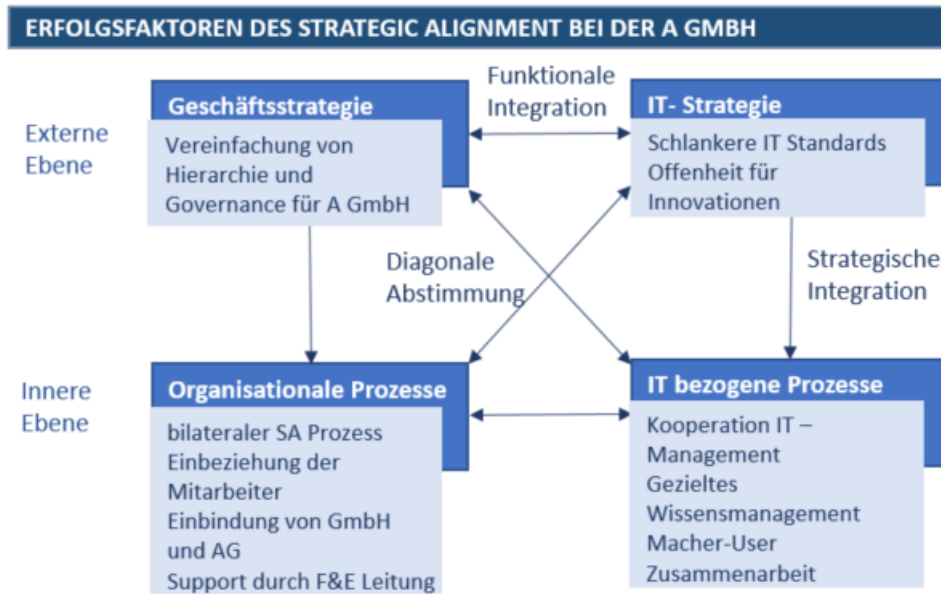 ERFOLGSFAKTOREN DES STRATEGIC ALIGNMENT BEI DER A GMBH
Externe
Ebene
Geschäftsstrategie
Vereinfachung von
Hierarchie und
Governance für A GmbH
Funktionale
Integration
IT- Strategie
Schlankere IT Standards
Offenheit für
Innovationen
Diagonale
Abstimmung
Strategische
Integration
Innere
Ebene
Organisationale Prozesse
bilateraler SA Prozess
Einbeziehung der
Mitarbeiter
Einbindung von GmbH
und AG
Support durch F&E Leitung
IT bezogene Prozesse
Kooperation IT –
Management
Gezieltes
Wissensmanagement
Macher-User
Zusammenarbeit